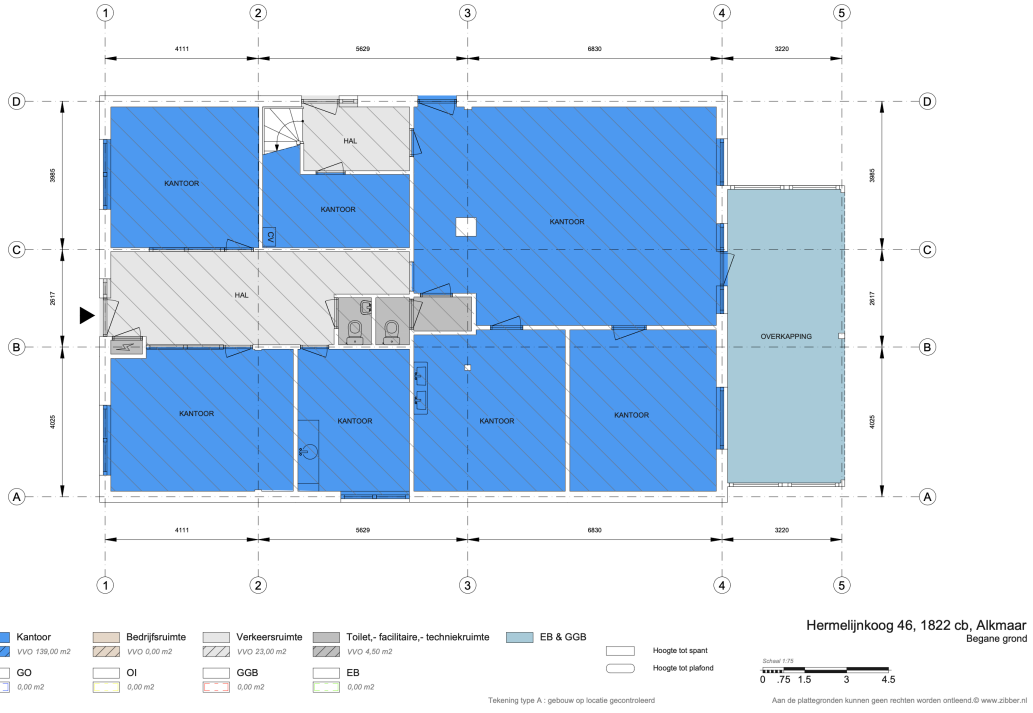 1 2 3 4 5
4111 5629 6830 3220
D D
3985 HAL 3985
KANTOOR
KANTOOR
KANTOOR
CV
C C
2617 HAL 2617
OVERKAPPING
B B
4025 KANTOOR KANTOOR KANTOOR KANTOOR 4025
A A
4111 5629 6830 3220
1 2 3 4 5
Hermelijnkoog 46, 1822 cb, Alkmaar
Begane grond
Kantoor Bedrijfsruimte Verkeersruimte Toilet,- facilitaire,- techniekruimte EB & GGB
VVO 139,00 m2 VVO 0,00 m2 VVO 23,00 m2 VVO 4,50 m2
Hoogte tot spant
Hoogte tot plafond
GO OI GGB EB
0,00 m2 0,00 m2 0,00 m2 0,00 m2
Schaal 1:75
0 .75 1.5 3 4.5
Tekening type A : gebouw op locatie gecontroleerd
Aan de plattegronden kunnen geen rechten worden ontleend.© www.zibber.nl